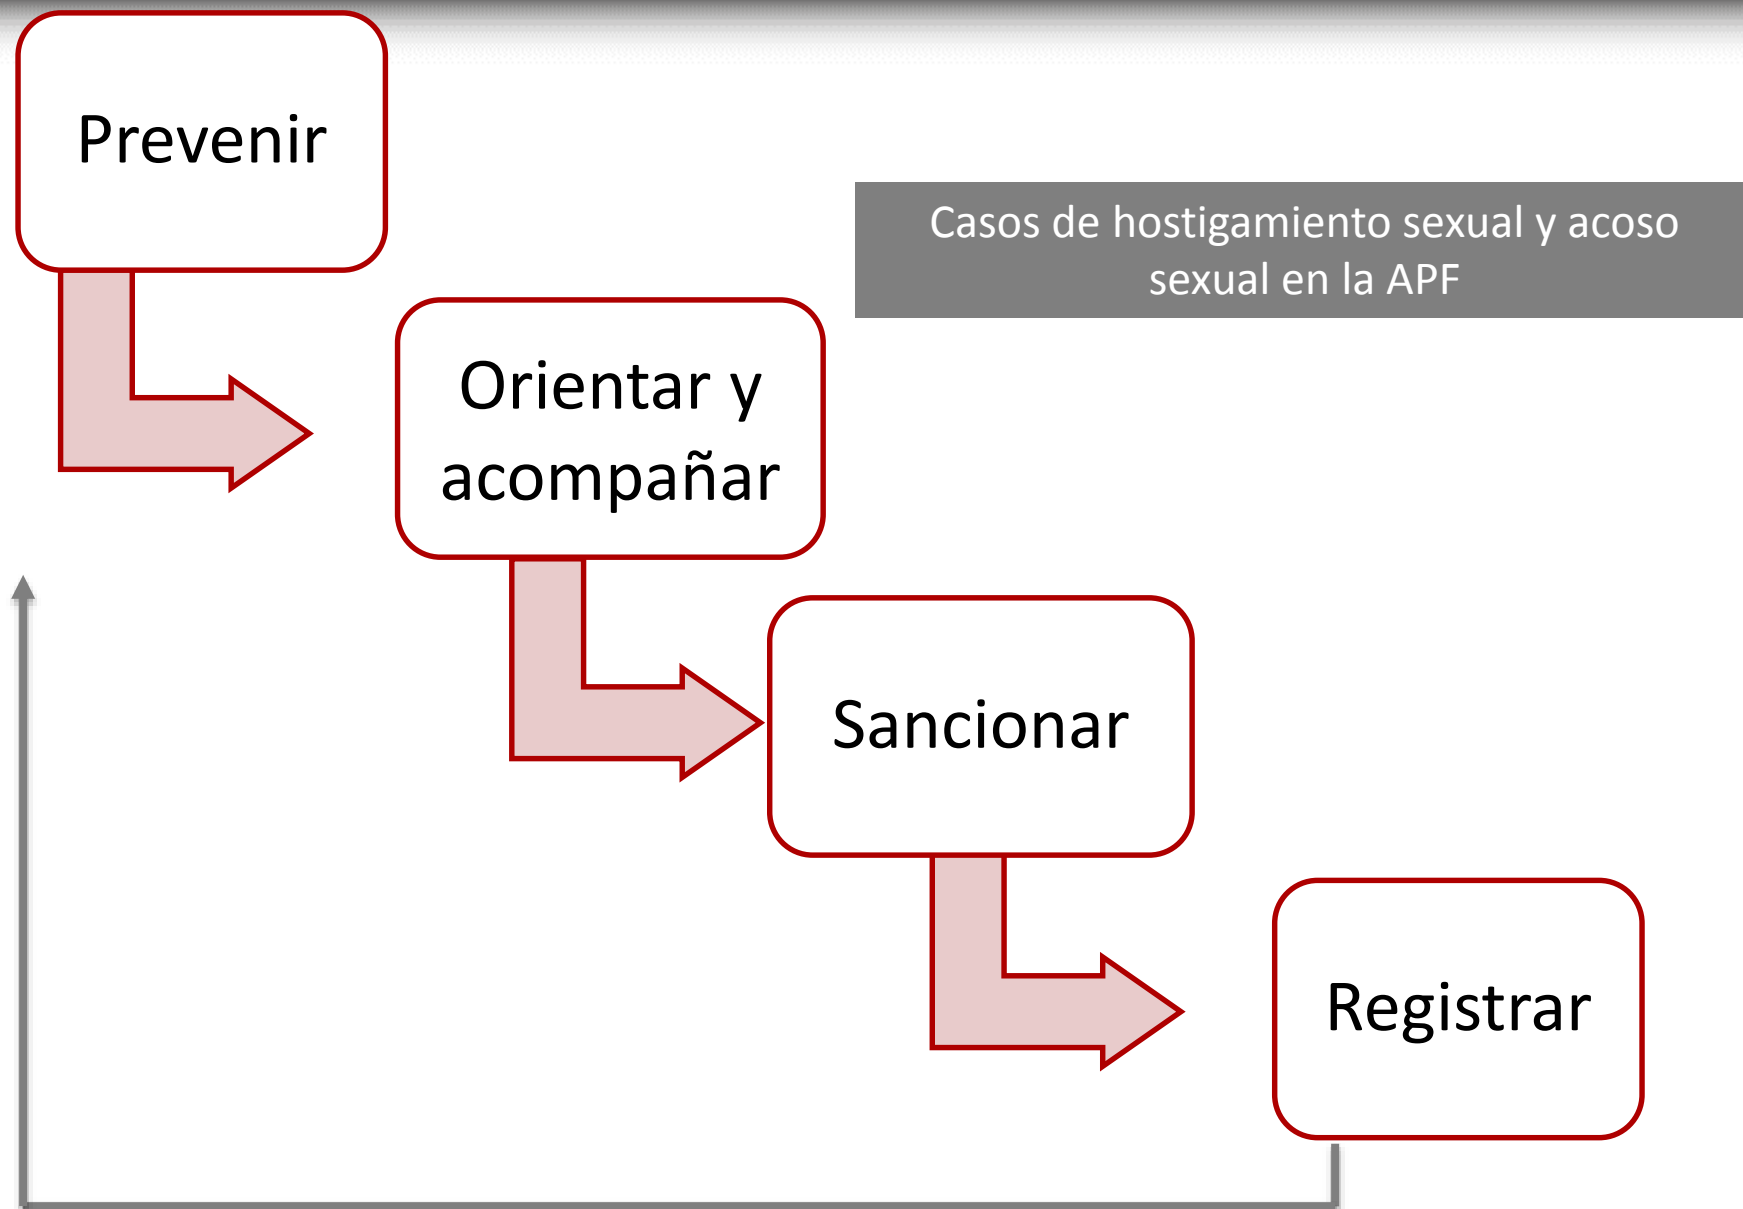 Prevenir
Casos de hostigamiento sexual y acoso
sexual en la APF
Orientar y
acompañar
Sancionar
Registrar